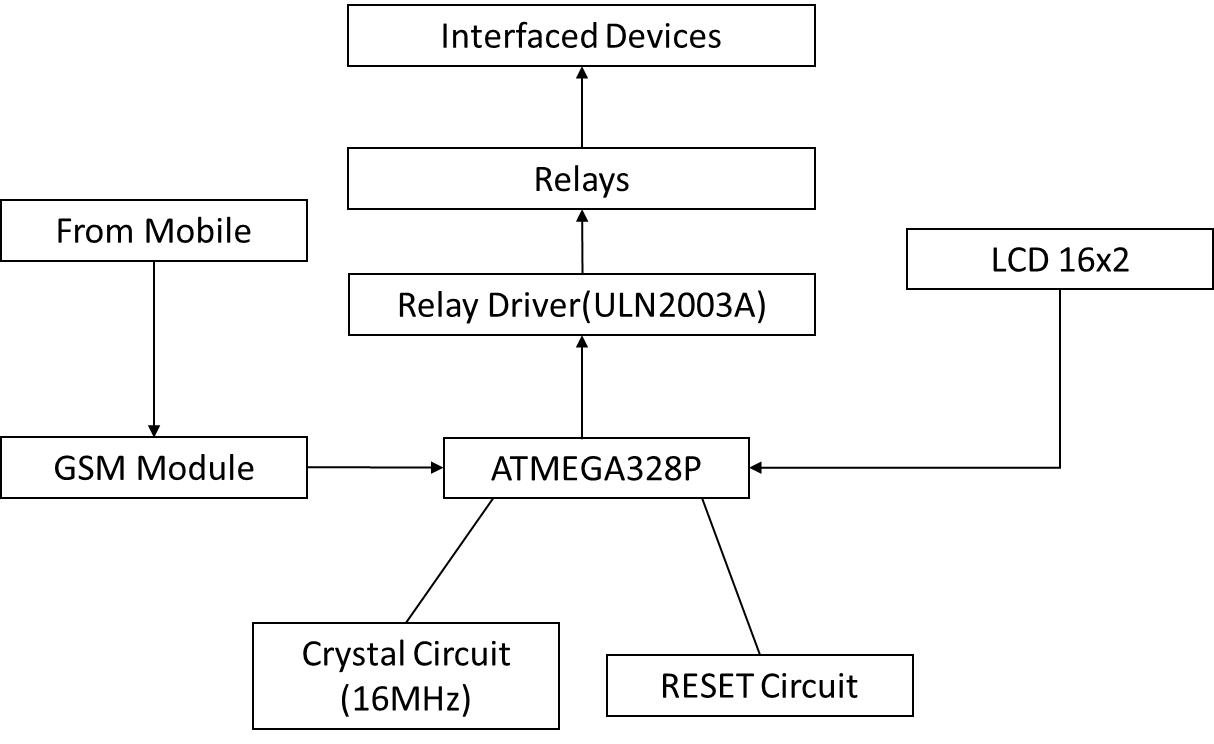 Interfaced Devices
Relays
From Mobile
LCD 16x2
Relay Driver(ULN2003A)
GSM Module
ATMEGA328P
Crystal Circuit
(16MHz)
RESET Circuit